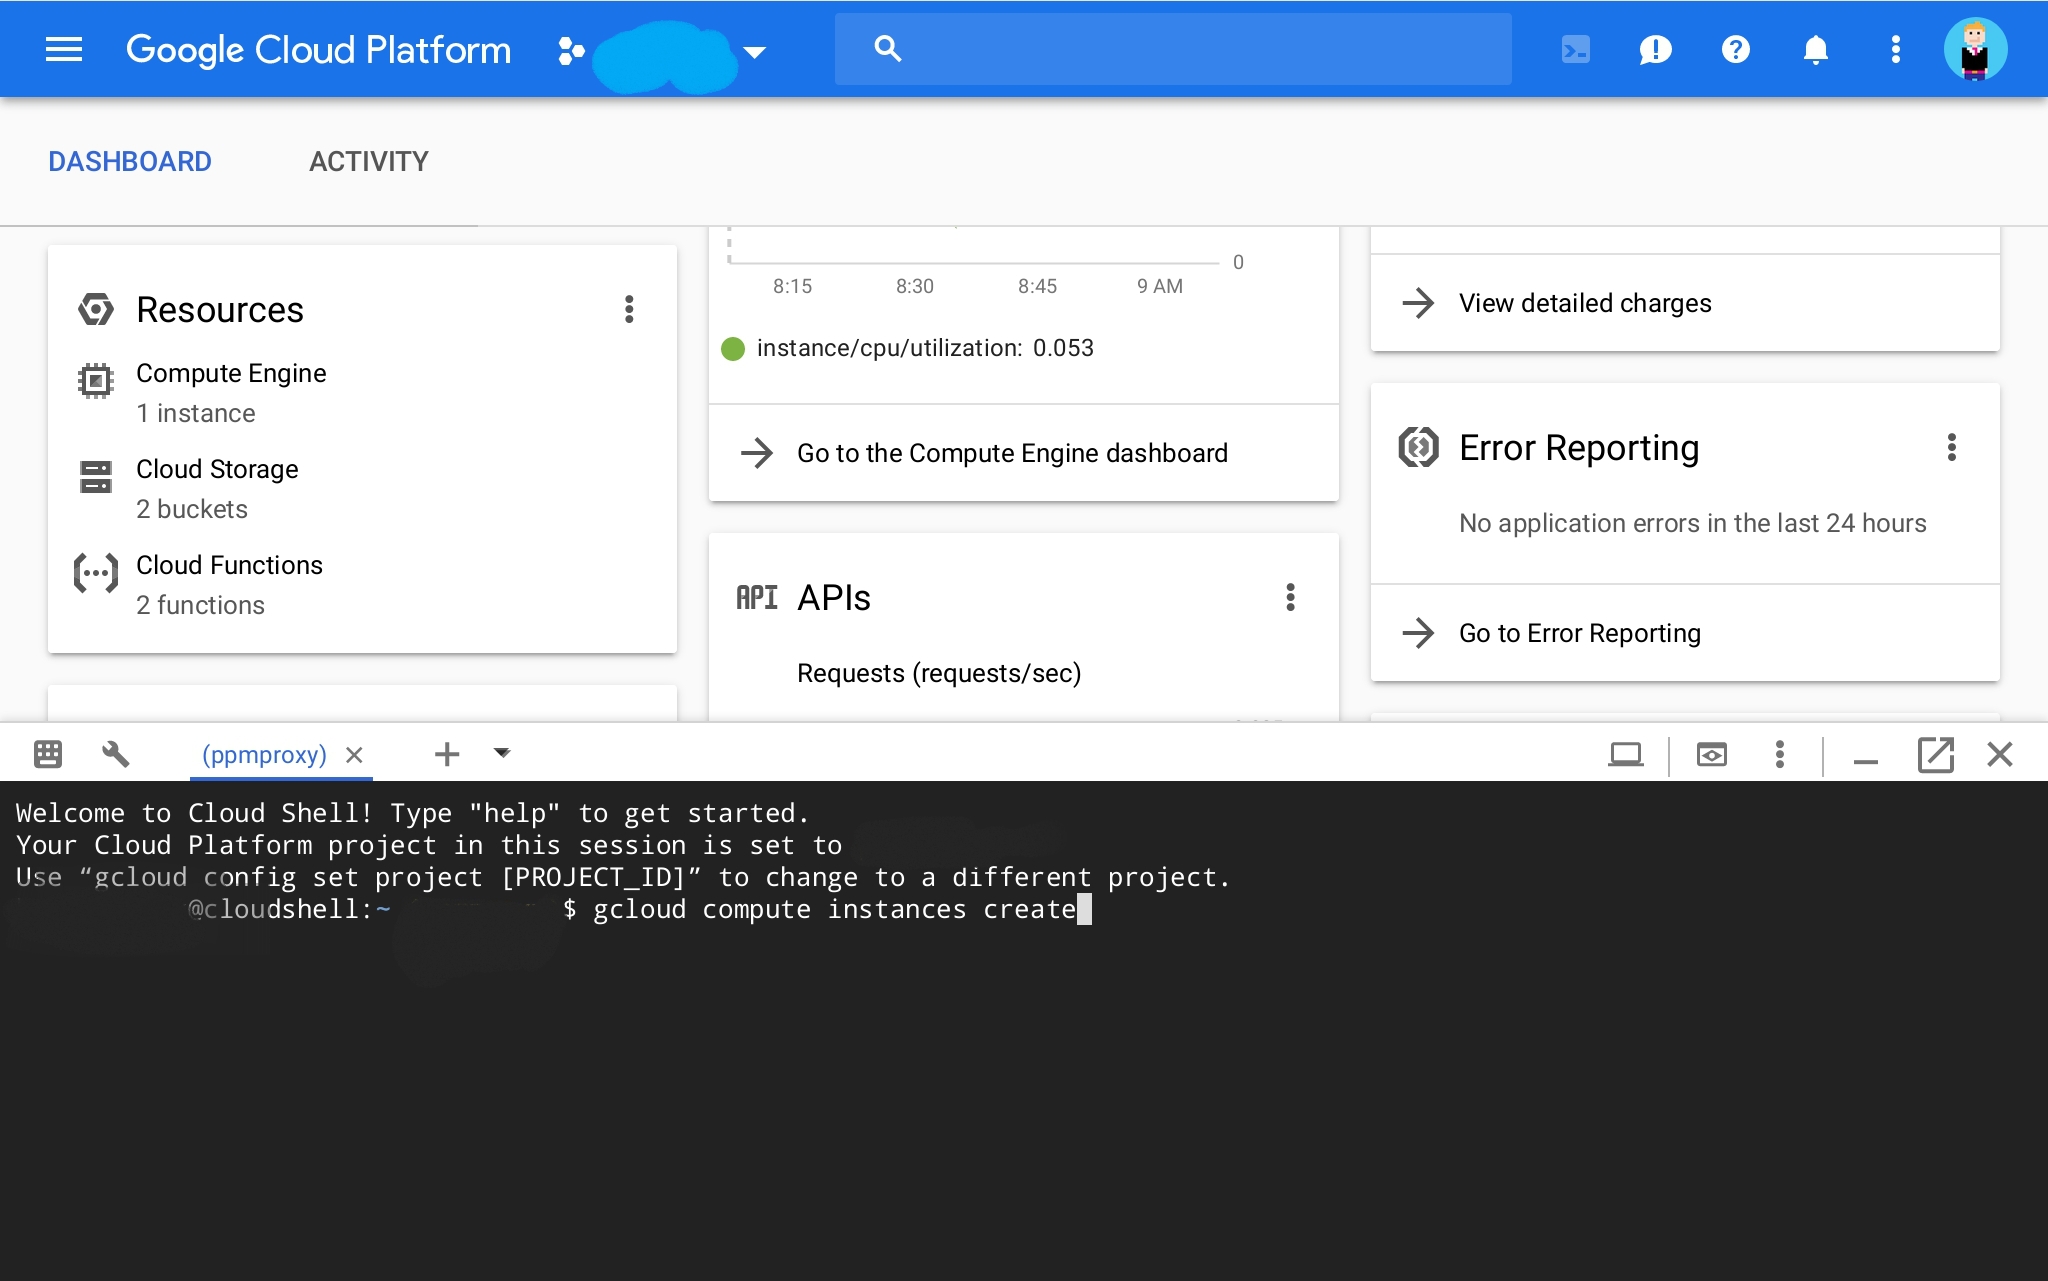 Google Cloud Platform
DASHBOARD
ACTIVITY
Resources
Compute Engine
1 instance
Cloud Storage
2 buckets
Cloud Functions
2 functions
0
8:15 8:30 8:45 9 AM
instance/cpu/utilization: 0.053
Go to the Compute Engine dashboard
API APIs
Requests (requests/sec)
View detailed charges
Error Reporting
No application errors in the last 24 hours
Go to Error Reporting
(ppmproxy)
Welcome to Cloud Shell! Type "help" to get started.
Your Cloud Platform project in this session is set to
Use “gcloud config set project [PROJECT_ID]” to change to a different project.
@cloudshell:~ $ gcloud compute instances create